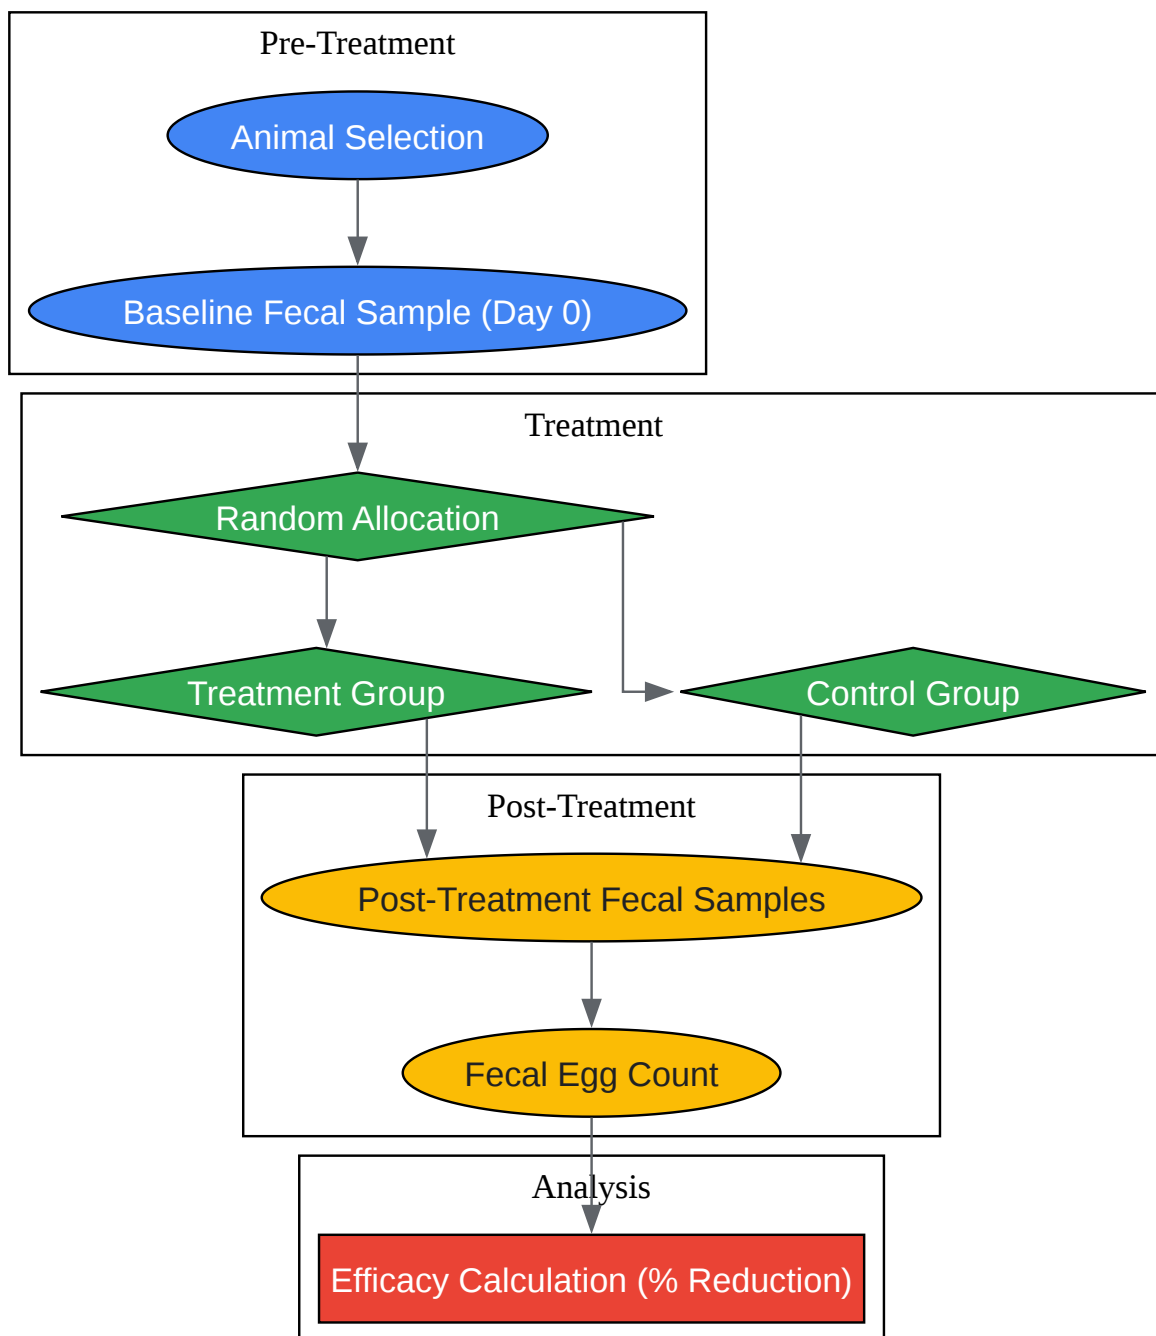 Pre-Treatment
Animal Selection
Baseline Fecal Sample (Day 0)
Treatment
Random Allocation
Treatment Group
Control Group
Post-Treatment
Post-Treatment Fecal Samples
Fecal Egg Count
Analysis
Efficacy Calculation (% Reduction)